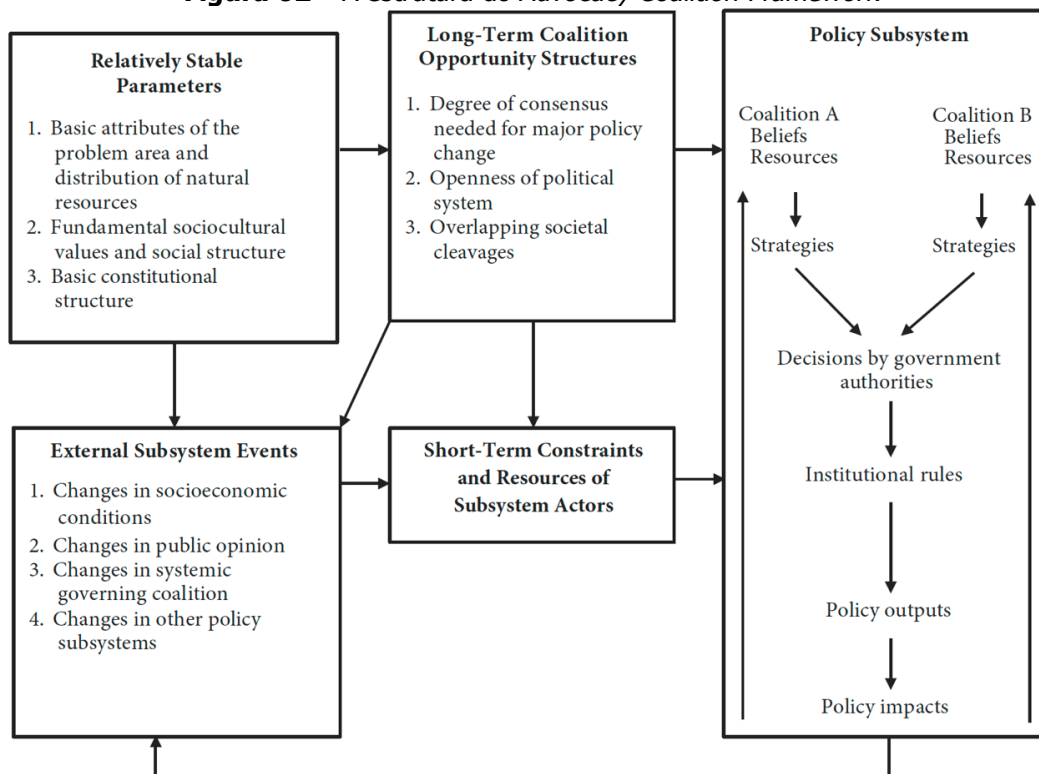 Relatively Stable
Parameters
1. Basic attributes of the
problem area and
distribution of natural
resources
2. Fundamental sociocultural
values and social structure
3. Basic constitutional
structure
Long-Term Coalition
Opportunity Structures
1. Degree of consensus
needed for major policy
change
2. Openness of political
system
3. Overlapping societal
cleavages
Policy Subsystem
Coalition A
Beliefs
Resources
Coalition B
Beliefs
Resources
Strategies
Strategies
Decisions by government
authorities
Institutional rules
Policy outputs
Policy impacts
External Subsystem Events
1. Changes in socioeconomic
conditions
2. Changes in public opinion
3. Changes in systemic
governing coalition
4. Changes in other policy
subsystems
Short-Term Constraints
and Resources of
Subsystem Actors